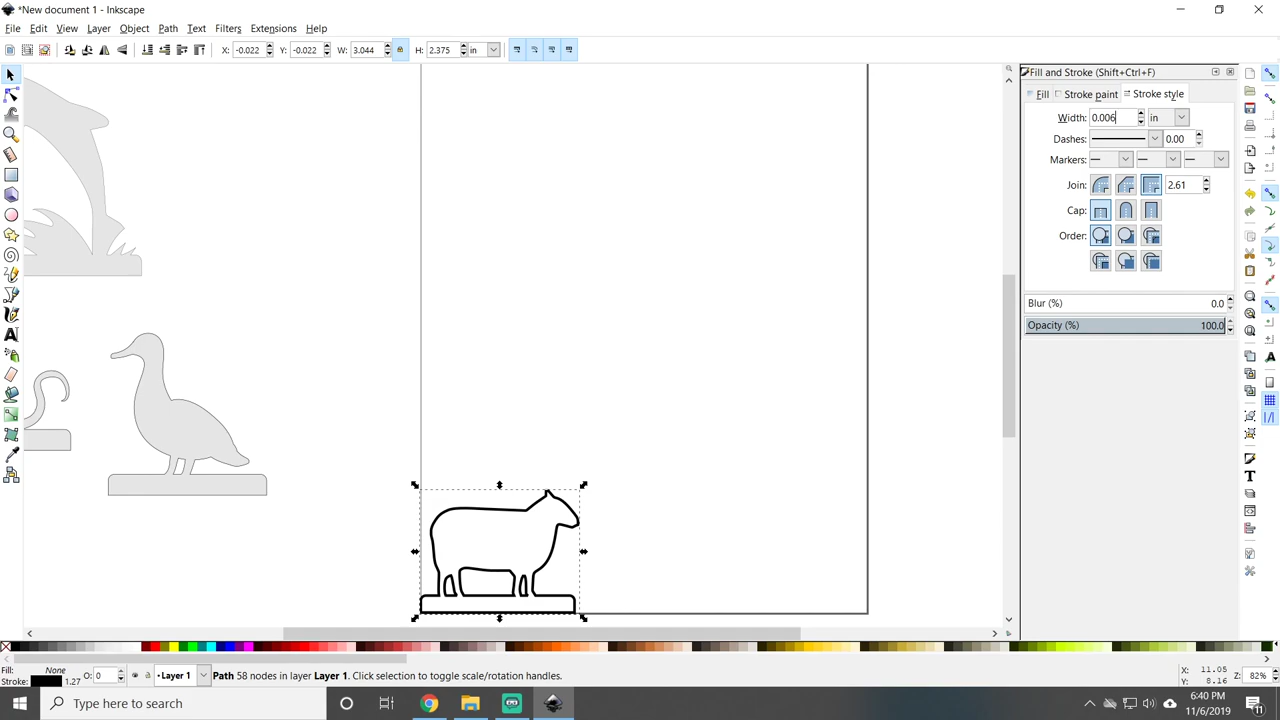 *New document 1 - Inkscape
File Edit View Layer Object Path Text Filters Extensions Help
X: -0.022 Y: -0.022 W: 3.044 H: 2.375 in
Fill and Stroke (Shift+Ctrl+F)
Fill Stroke paint Stroke style
Width: 0.006 in
Dashes: 0.00
Markers:
Join: 2.61
Cap:
Order:
Blur (%) 0.0
Opacity (%) 100.0
Fill: None
Stroke: 1.27 O: 0 Layer 1 Path 58 nodes in layer Layer 1. Click selection to toggle scale/rotation handles. X: 11.05 Y: 8.16 Z: 82%
Type here to search
6:40 PM
11/6/2019
11